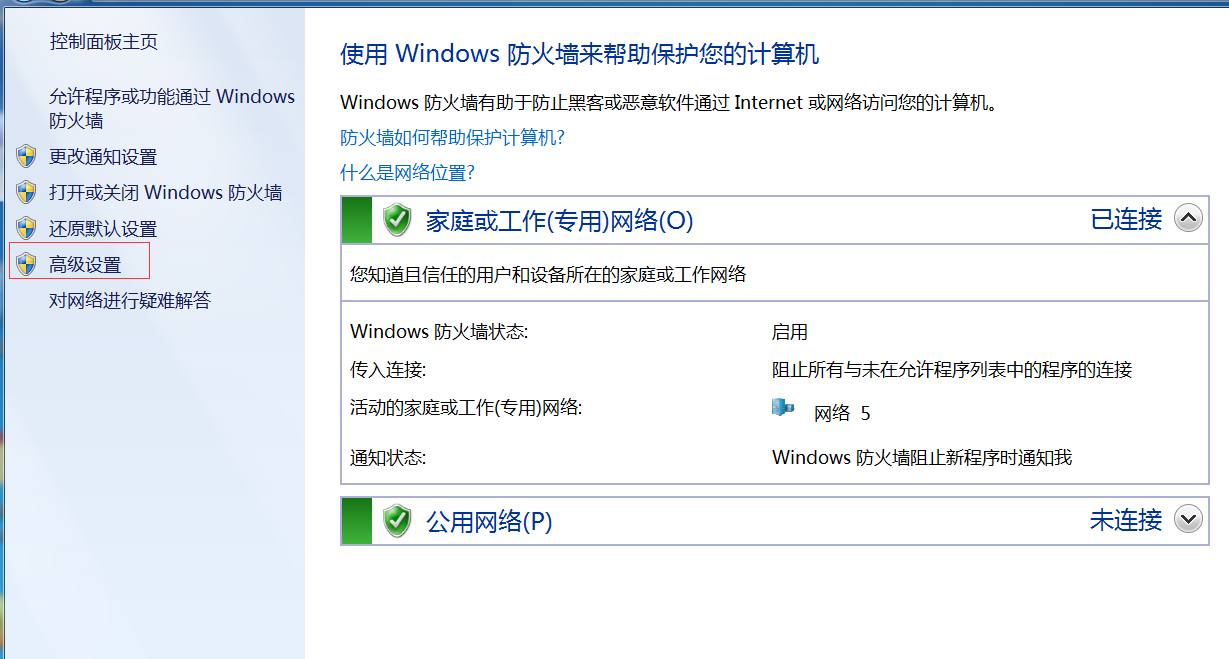 控制面板主页
允许程序或功能通过 Windows
防火墙
更改通知设置
打开或关闭 Windows 防火墙
还原默认设置
高级设置
对网络进行疑难解答
使用 Windows 防火墙来帮助保护您的计算机
Windows 防火墙有助于防止黑客或恶意软件通过 Internet 或网络访问您的计算机。
防火墙如何帮助保护计算机?
什么是网络位置?
家庭或工作(专用)网络(O) 已连接
您知道且信任的用户和设备所在的家庭或工作网络
Windows 防火墙状态: 启用
传入连接: 阻止所有与未在允许程序列表中的程序的连接
活动的家庭或工作(专用)网络: 网络 5
通知状态: Windows 防火墙阻止新程序时通知我
公用网络(P) 未连接